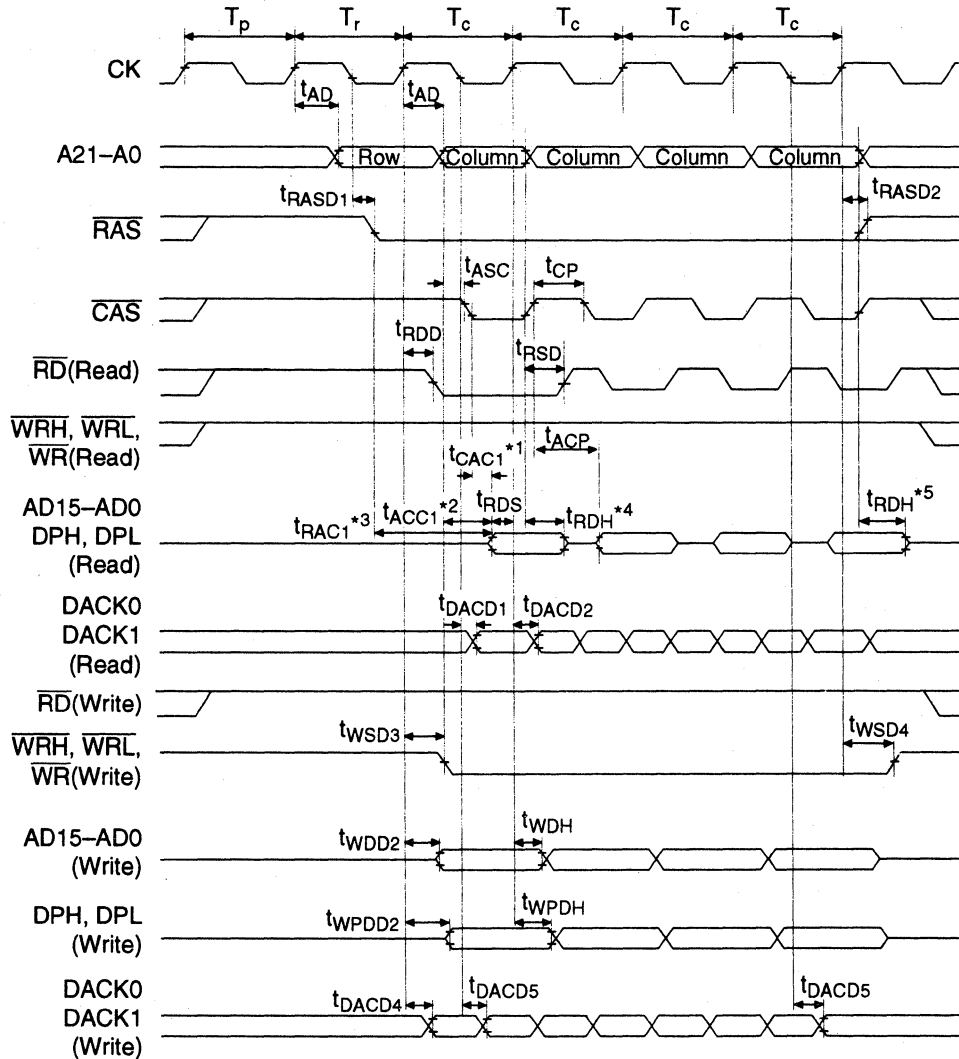 Tp Tr Tc Tc Tc Tc
CK
tAD tAD
A21–A0 Row Column Column Column Column
tRASD1 tRASD2
RAS
tASC tCP
CAS
tRDD tRSD
RD(Read)
WRH, WRL,
WR(Read)
tACP
tCAC1*1
AD15–AD0
DPH, DPL
(Read)
tRAC1*3 tACC1*2 tRDS tRDH*4 tRDH*5
DACK0
DACK1
(Read)
tDACD1 tDACD2
RD(Write)
WRH, WRL,
WR(Write)
tWSD3 tWSD4
AD15–AD0
(Write)
tWDD2 tWDH
DPH, DPL
(Write)
tWPDD2 tWPDH
DACK0
DACK1
(Write)
tDACD4 tDACD5 tDACD5